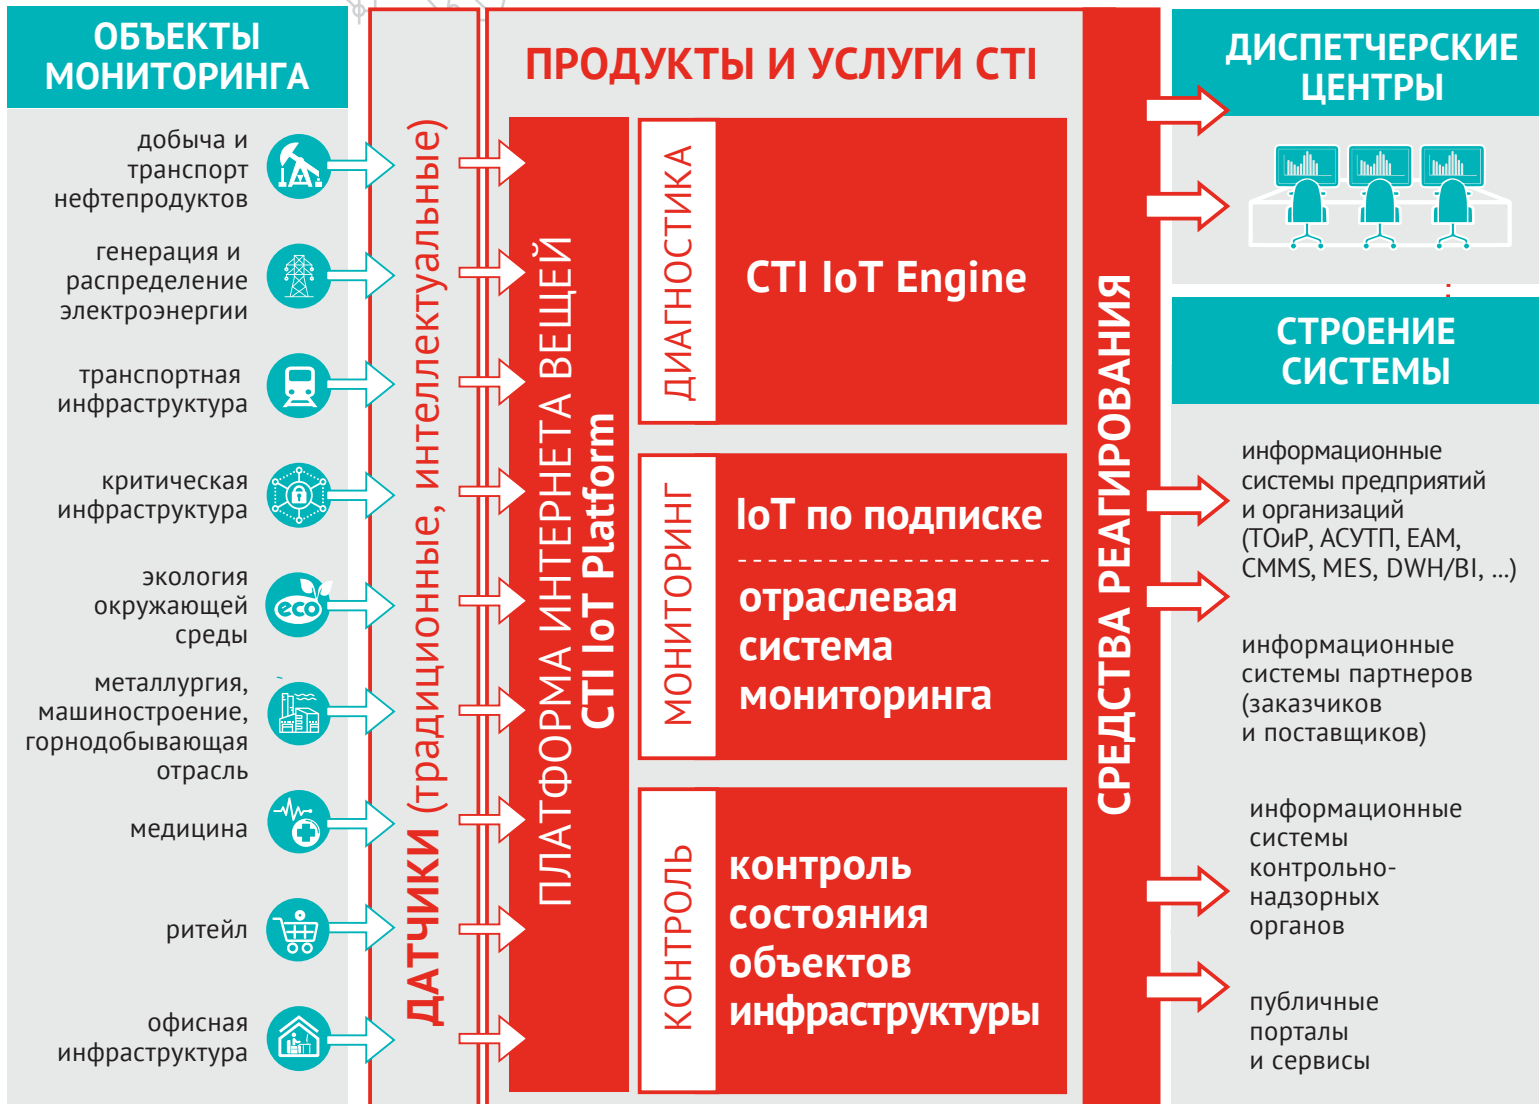 ОБЪЕКТЫ
МОНИТОРИНГА
добыча и
транспорт
нефтепродуктов
генерация и
распределение
электроэнергии
транспортная
инфраструктура
критическая
инфраструктура
экология
окружающей
среды
eco
металлургия,
машиностроение,
горнодобывающая
отрасль
медицина
ритейл
офисная
инфраструктура
ДАТЧИКИ (традиционные, интеллектуальные)
ПРОДУКТЫ И УСЛУГИ CTI
ПЛАТФОРМА ИНТЕРНЕТА ВЕЩЕЙ
CTI IoT Platform
ДИАГНОСТИКА
CTI IoT Engine
МОНИТОРИНГ
IoT по подписке
отраслевая
система
мониторинга
КОНТРОЛЬ
контроль
состояния
объектов
инфраструктуры
СРЕДСТВА РЕАГИРОВАНИЯ
ДИСПЕТЧЕРСКИЕ
ЦЕНТРЫ
СТРОЕНИЕ
СИСТЕМЫ
информационные
системы предприятий
и организаций
(ТОиР, АСУТП, EAM,
CMMS, MES, DWH/BI, ...)
информационные
системы партнеров
(заказчиков
и поставщиков)
информационные
системы
контрольно-
надзорных
органов
публичные
порталы
и сервисы